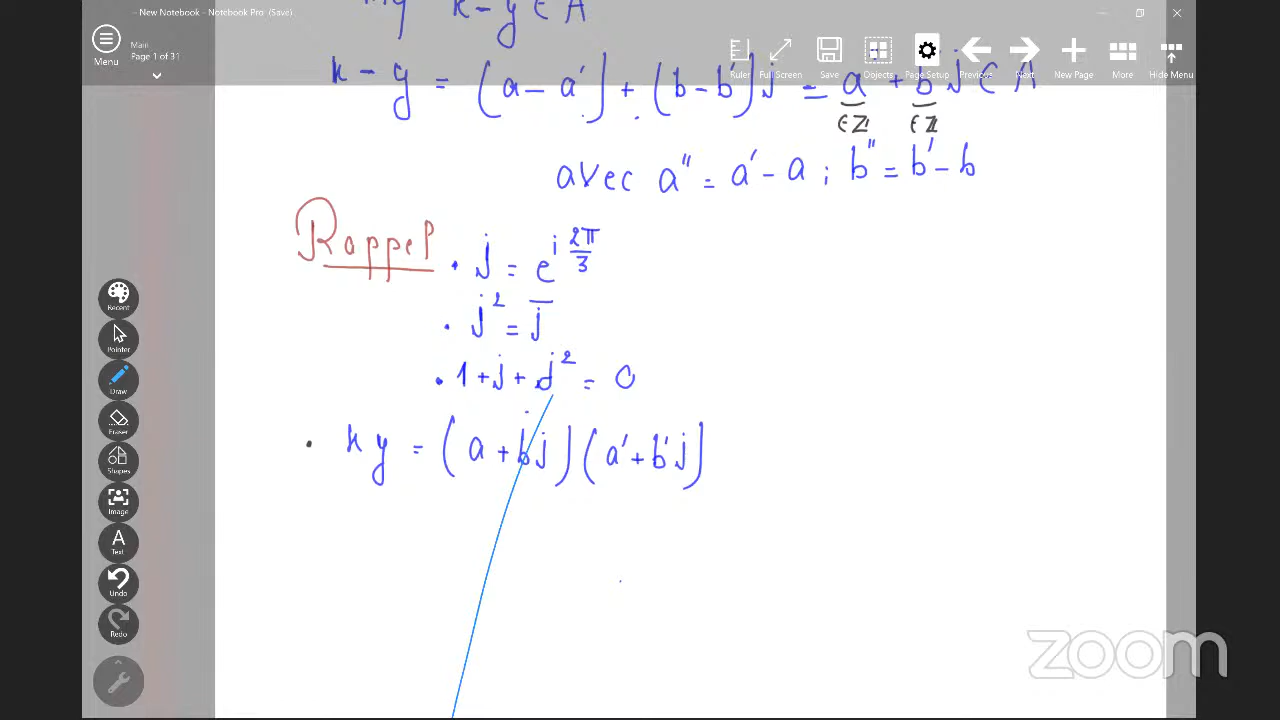 – New Notebook - Notebook Pro (Save)
Menu
Main
Page 1 of 31
Ruler Full Screen Save Objects Page Setup Previous Next New Page More Hide Menu
x - y ∈ A
x - y = (a - a') + (b - b')j = a'' + b''j ∈ A
∈ ℤ ∈ ℤ
avec a'' = a' - a ; b'' = b' - b
Rappel • j = e^{i 2π/3}
• j² = j̅
• 1 + j + j² = 0
• x y = (a + bj)(a' + b'j)
Recent
Pointer
Draw
Eraser
Shapes
Image
A
Text
Undo
Redo
zoom